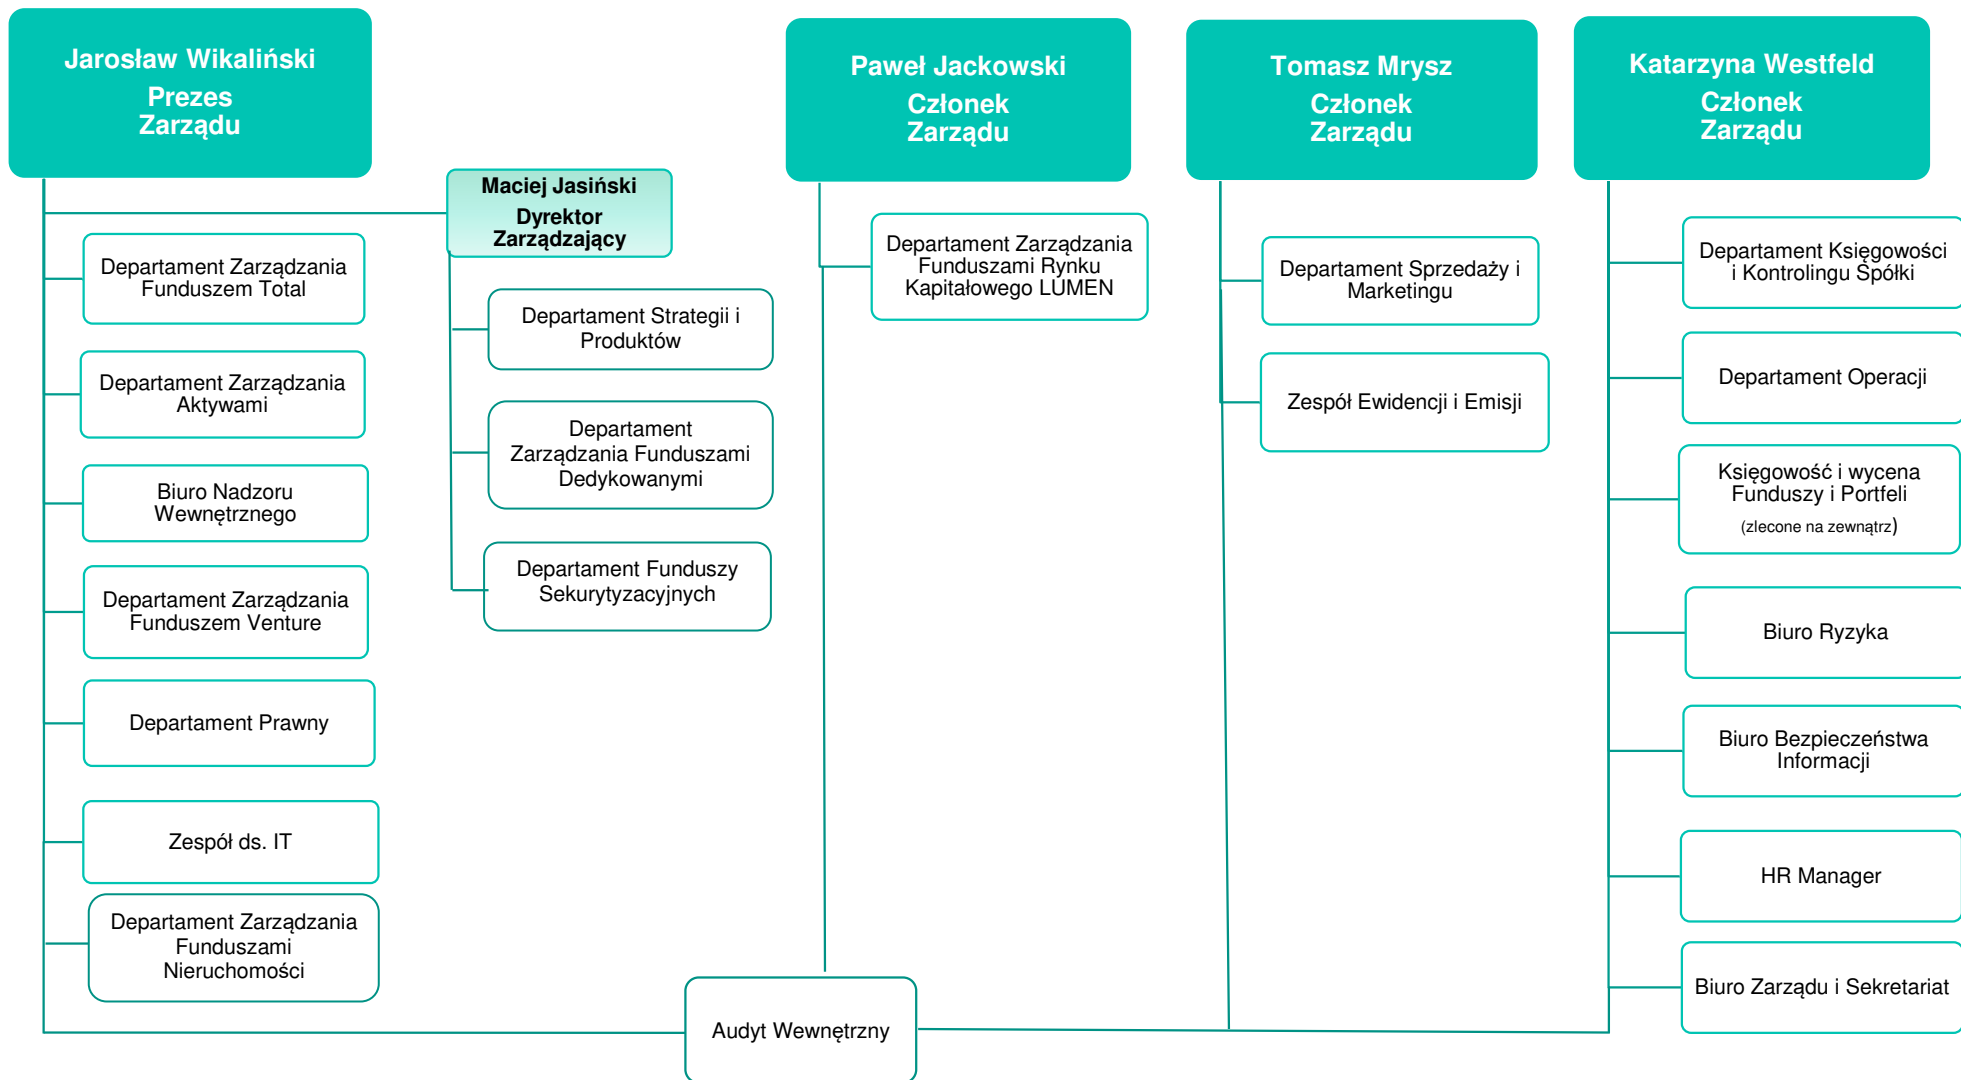 Jarosław Wikaliński
Prezes
Zarządu
Paweł Jackowski
Członek
Zarządu
Tomasz Mrysz
Członek
Zarządu
Katarzyna Westfeld
Członek
Zarządu
Maciej Jasiński
Dyrektor
Zarządzający
Departament Zarządzania
Funduszem Total
Departament Zarządzania
Aktywami
Biuro Nadzoru
Wewnętrznego
Departament Zarządzania
Funduszem Venture
Departament Prawny
Zespół ds. IT
Departament Zarządzania
Funduszami
Nieruchomości
Departament Strategii i
Produktów
Departament
Zarządzania Funduszami
Dedykowanymi
Departament Funduszy
Sekurytyzacyjnych
Departament Zarządzania
Funduszami Rynku
Kapitałowego LUMEN
Departament Sprzedaży i
Marketingu
Zespół Ewidencji i Emisji
Departament Księgowości
i Kontrolingu Spółki
Departament Operacji
Księgowość i wycena
Funduszy i Portfeli
(zlecone na zewnątrz)
Biuro Ryzyka
Biuro Bezpieczeństwa
Informacji
HR Manager
Biuro Zarządu i Sekretariat
Audyt Wewnętrzny